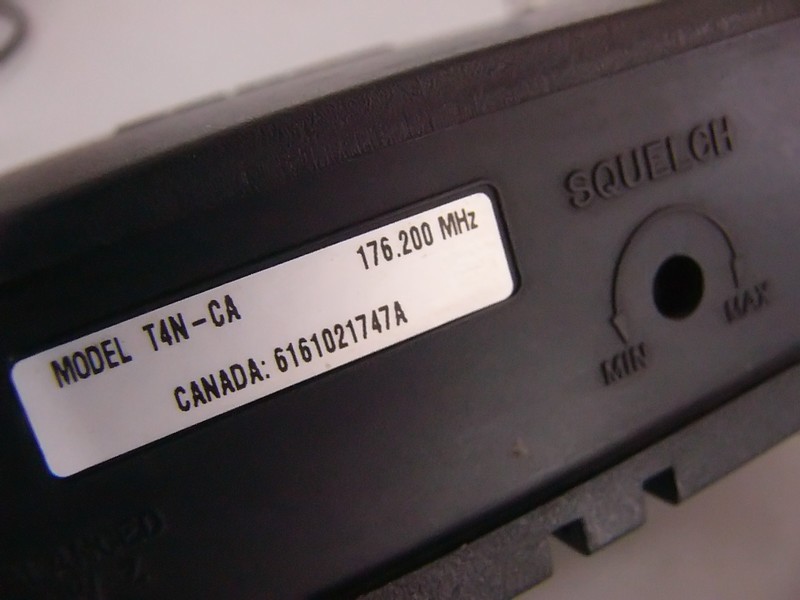 SQUELCH
176.200 MHz
MODEL T4N-CA
CANADA: 6161021747A
MIN MAX